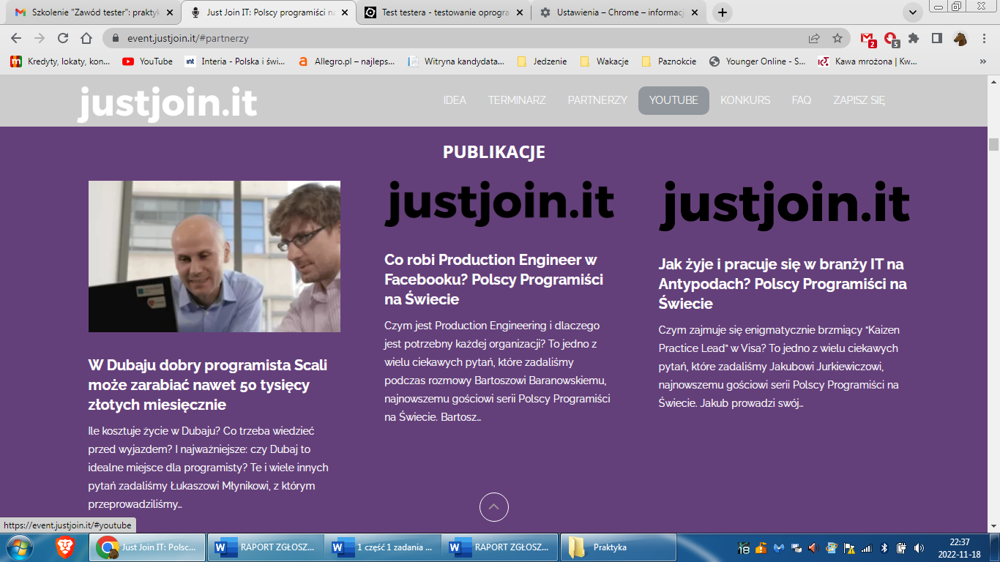 Szkolenie "Zawód tester": praktyk
Just Join IT: Polscy programiści na
Test testera - testowanie oprogra
Ustawienia – Chrome – informacj
event.justjoin.it/#partnerzy
2
5
Kredyty, lokaty, kon...
YouTube
int
Interia - Polska i świ...
a
Allegro.pl – najleps...
Witryna kandydata...
Jedzenie
Wakacje
Paznokcie
Younger Online - S...
Kawa mrożona | Kw...
»
justjoin.it
IDEA
TERMINARZ
PARTNERZY
YOUTUBE
KONKURS
FAQ
ZAPISZ SIĘ
PUBLIKACJE
W Dubaju dobry programista Scali
może zarabiać nawet 50 tysięcy
złotych miesięcznie
Ile kosztuje życie w Dubaju? Co trzeba wiedzieć
przed wyjazdem? I najważniejsze: czy Dubaj to
idealne miejsce dla programisty? Te i wiele innych
pytań zadaliśmy Łukaszowi Młynikowi, z którym
przeprowadziliśmy...
justjoin.it
Co robi Production Engineer w
Facebooku? Polscy Programiści
na Świecie
Czym jest Production Engineering i dlaczego
jest potrzebny każdej organizacji? To jedno z
wielu ciekawych pytań, które zadaliśmy
podczas rozmowy Bartoszowi Baranowskiemu,
najnowszemu gościowi serii Polscy Programiści
na Świecie. Bartosz...
justjoin.it
Jak żyje i pracuje się w branży IT na
Antypodach? Polscy Programiści na
Świecie
Czym zajmuje się enigmatycznie brzmiący “Kaizen
Practice Lead” w Visa? To jedno z wielu ciekawych
pytań, które zadaliśmy Jakubowi Jurkiewiczowi,
najnowszemu gościowi serii Polscy Programiści na
Świecie. Jakub prowadzi swój...
https://event.justjoin.it/#youtube
Just Join IT: Polsc...
RAPORT ZGŁOSZ...
1 część 1 zadania ...
RAPORT ZGŁOSZ...
Praktyka
18
22:37
2022-11-18